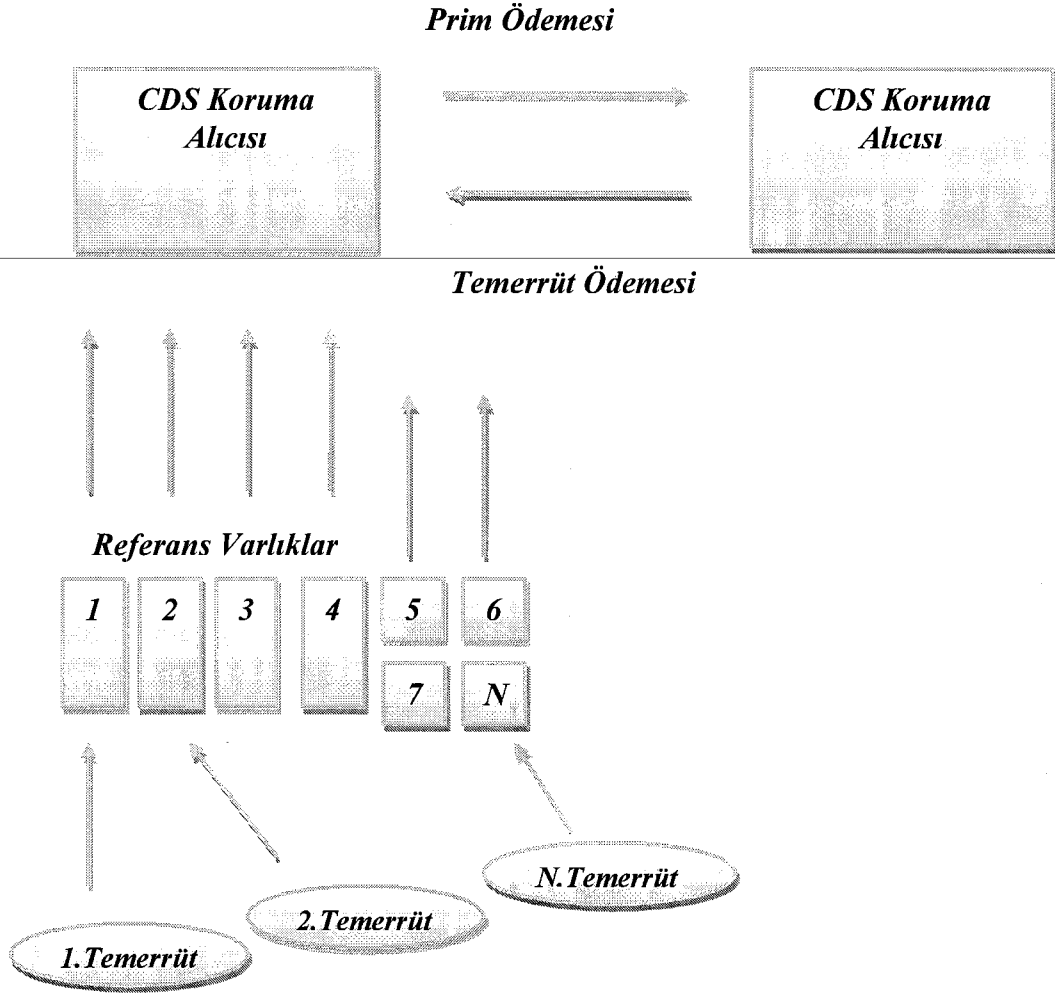 Prim Ödemesi
CDS Koruma
Alıcısı
CDS Koruma
Alıcısı
Temerrüt Ödemesi
Referans Varlıklar
1 2 3 4 5 6
7 N
N.Temerrüt
2.Temerrüt
1.Temerrüt